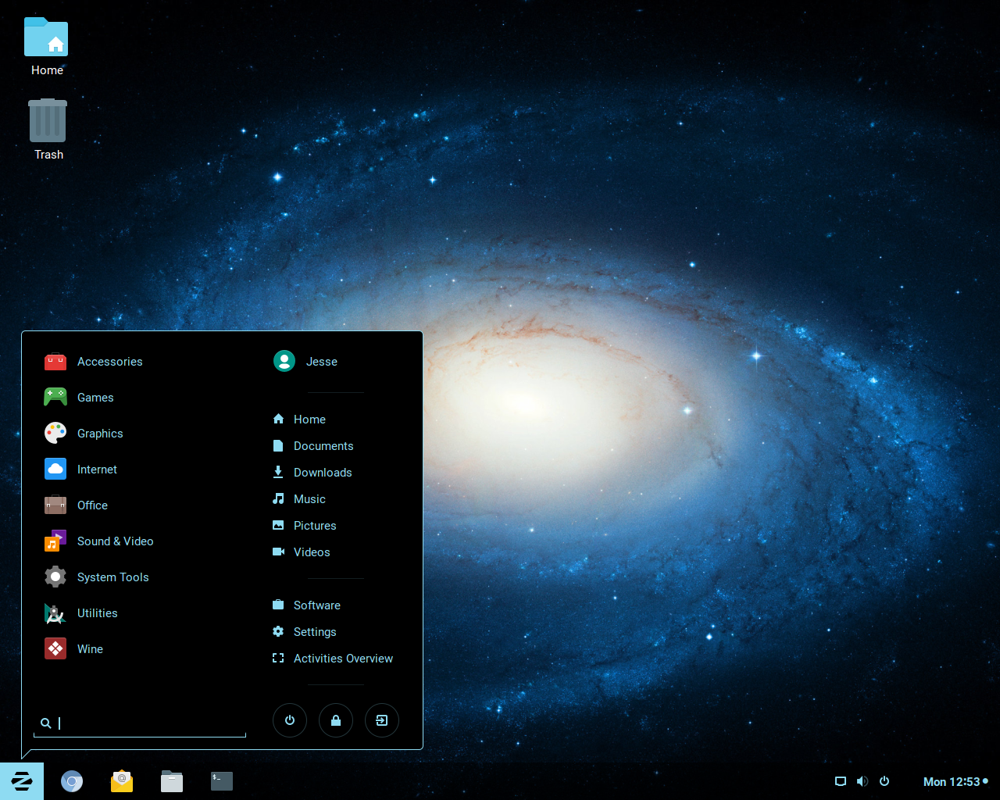 Home
Trash
Accessories
Games
Graphics
Internet
Office
Sound & Video
System Tools
Utilities
Wine
Jesse
Home
Documents
Downloads
Music
Pictures
Videos
Software
Settings
Activities Overview
@
$_
Mon 12:53